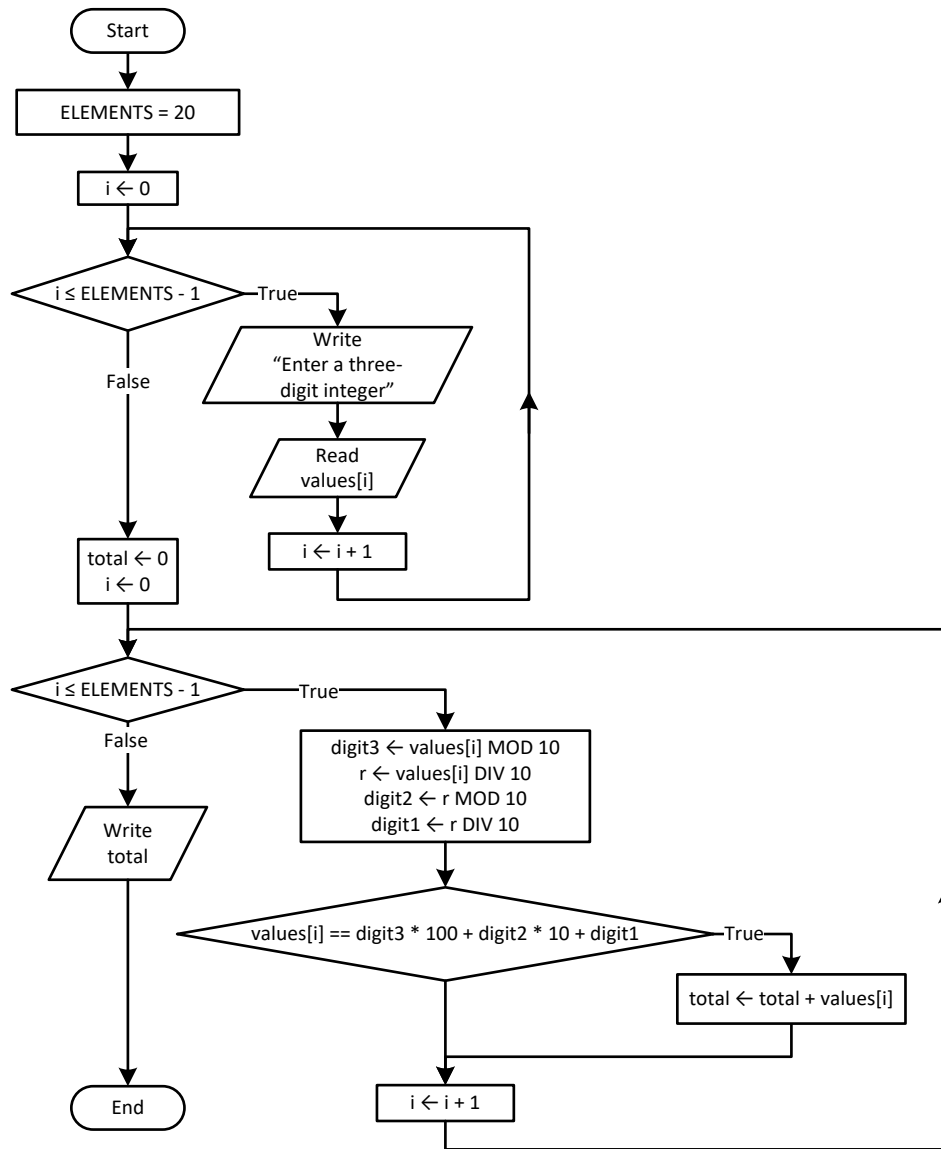 Start
ELEMENTS = 20
i ← 0
i ≤ ELEMENTS - 1
True
Write
“Enter a three-
digit integer”
False
Read
values[i]
i ← i + 1
total ← 0
i ← 0
i ≤ ELEMENTS - 1
True
False
digit3 ← values[i] MOD 10
r ← values[i] DIV 10
digit2 ← r MOD 10
digit1 ← r DIV 10
Write
total
values[i] == digit3 * 100 + digit2 * 10 + digit1
True
total ← total + values[i]
i ← i + 1
End